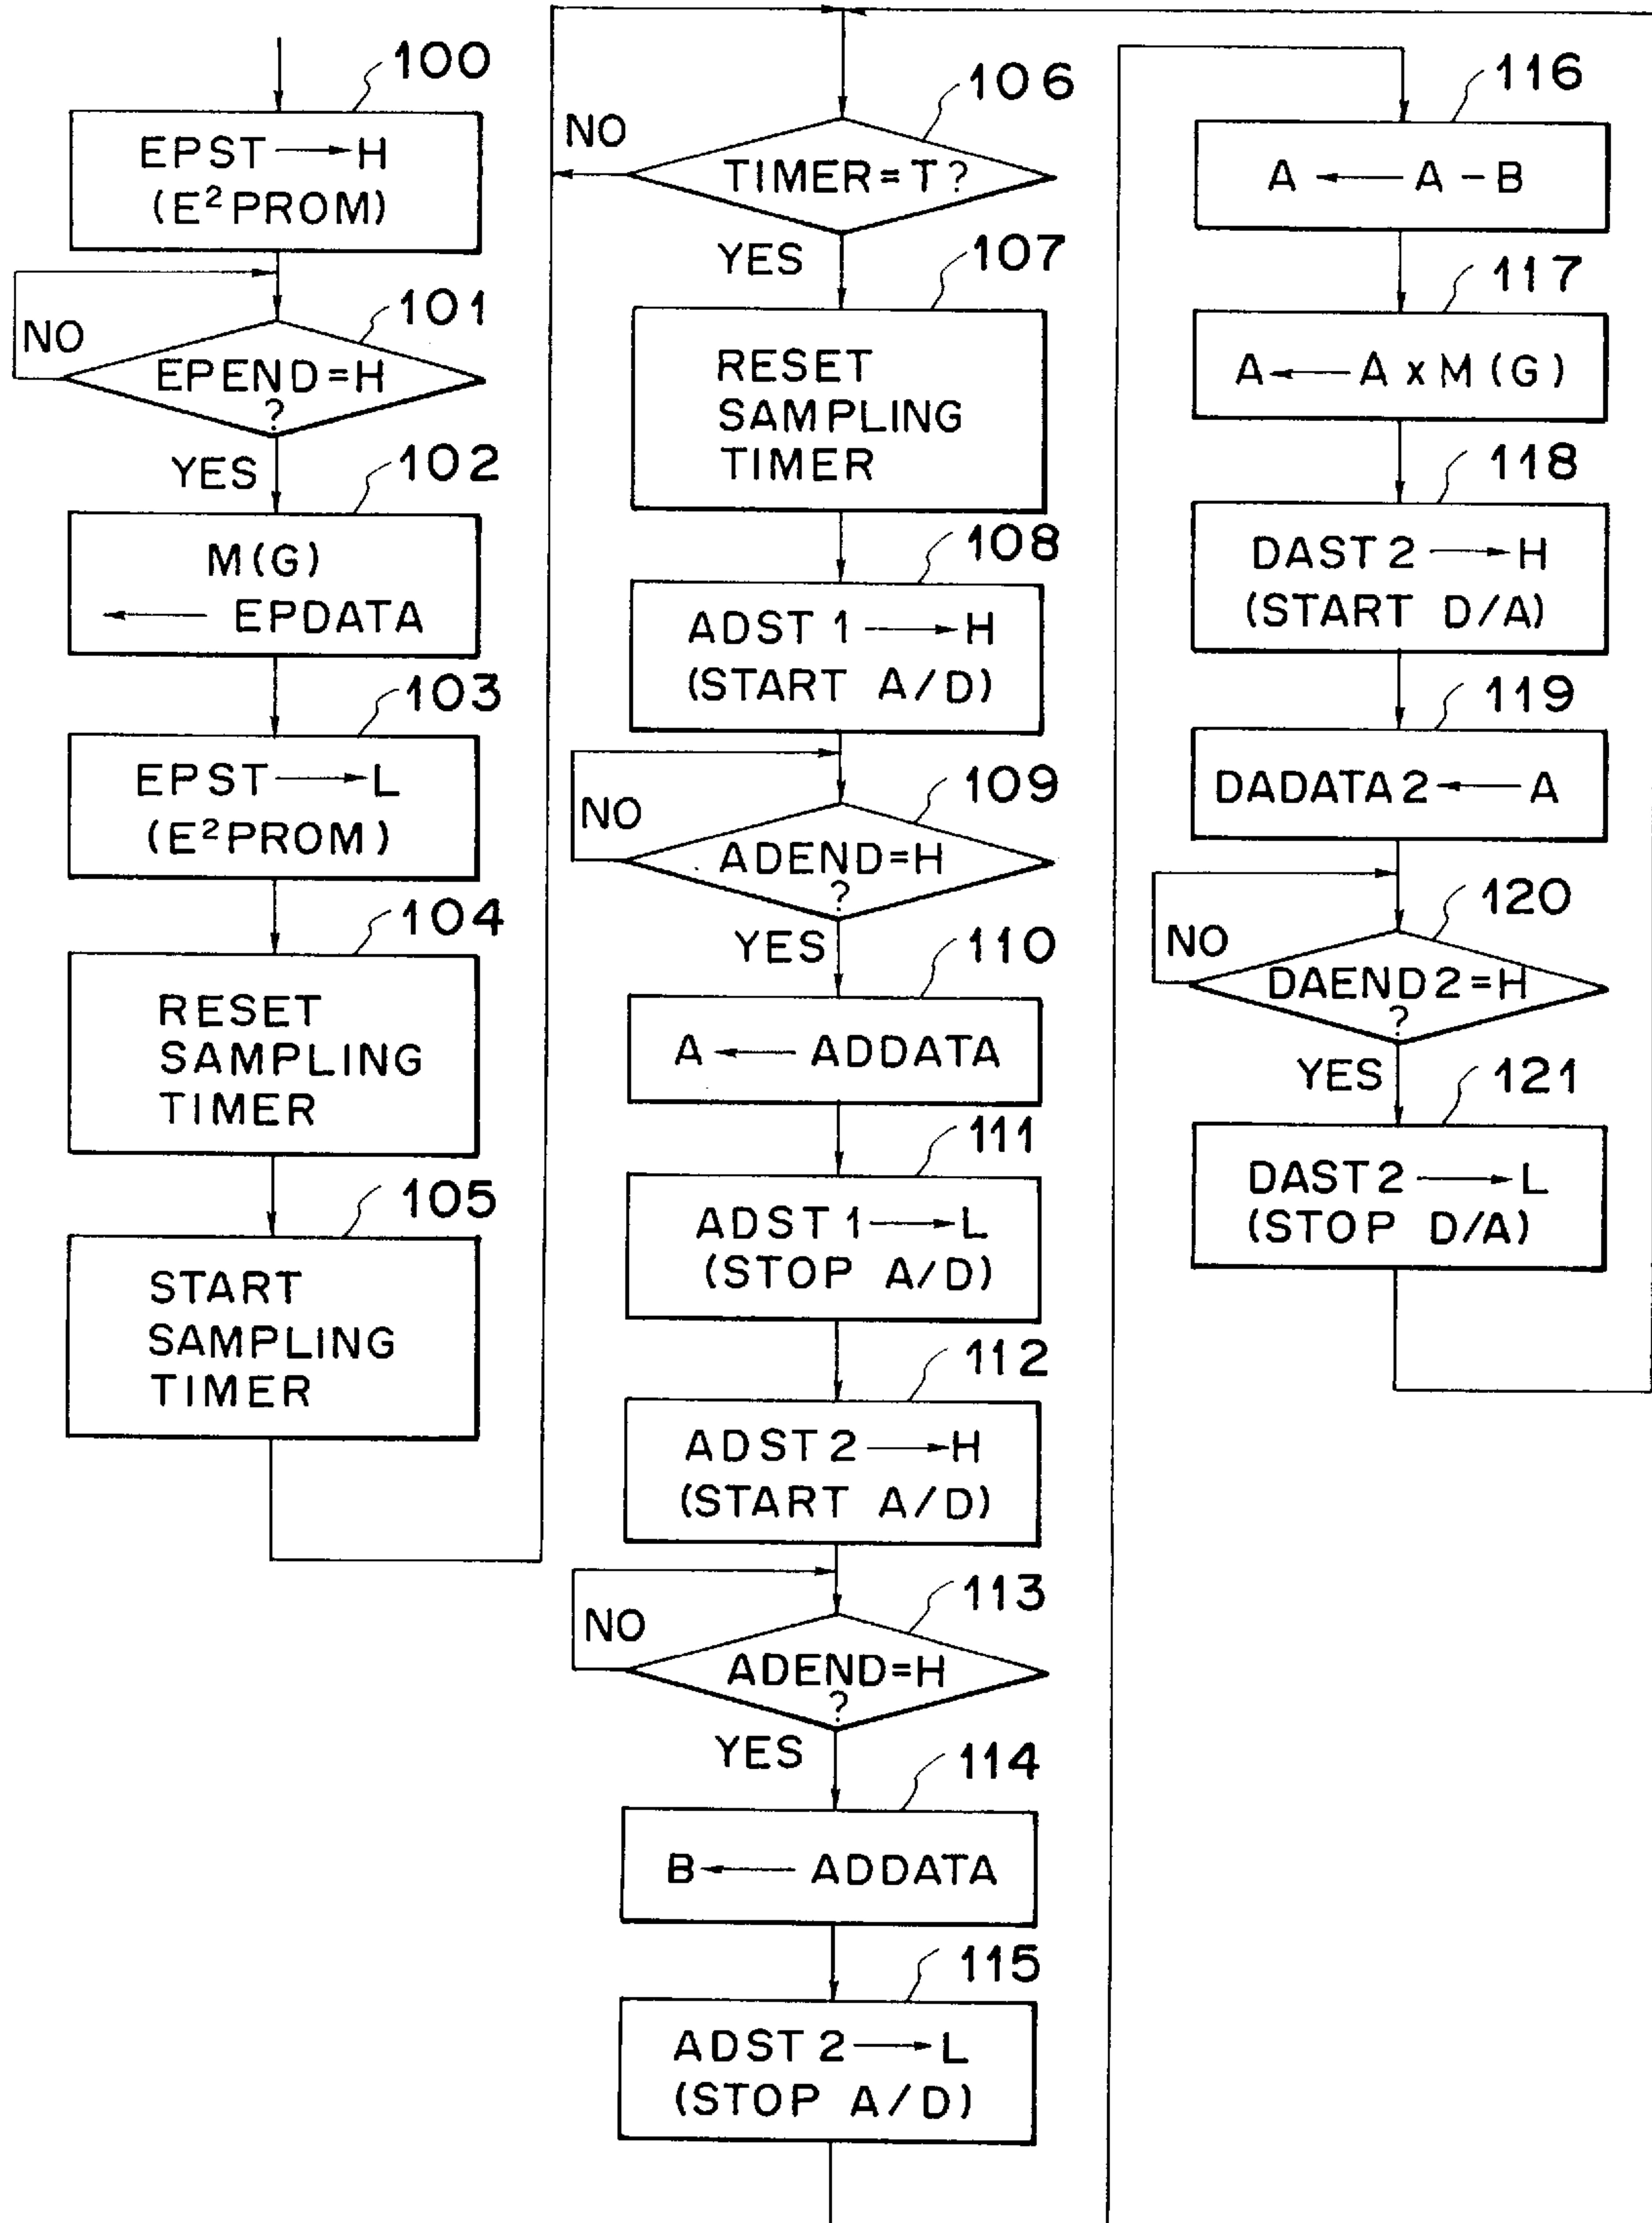 100
EPST → H
(E²PROM)
101
NO
EPEND=H
?
YES
102
M(G)
← EPDATA
103
EPST → L
(E²PROM)
104
RESET
SAMPLING
TIMER
105
START
SAMPLING
TIMER
106
NO
TIMER=T?
YES
107
RESET
SAMPLING
TIMER
108
ADST 1 → H
(START A/D)
109
NO
ADEND=H
?
YES
110
A ← ADDATA
111
ADST 1 → L
(STOP A/D)
112
ADST 2 → H
(START A/D)
113
NO
ADEND=H
?
YES
114
B ← ADDATA
115
ADST 2 → L
(STOP A/D)
116
A ← A - B
117
A ← A x M(G)
118
DAST 2 → H
(START D/A)
119
DADATA 2 ← A
120
NO
DAEND 2=H
?
YES
121
DAST 2 → L
(STOP D/A)